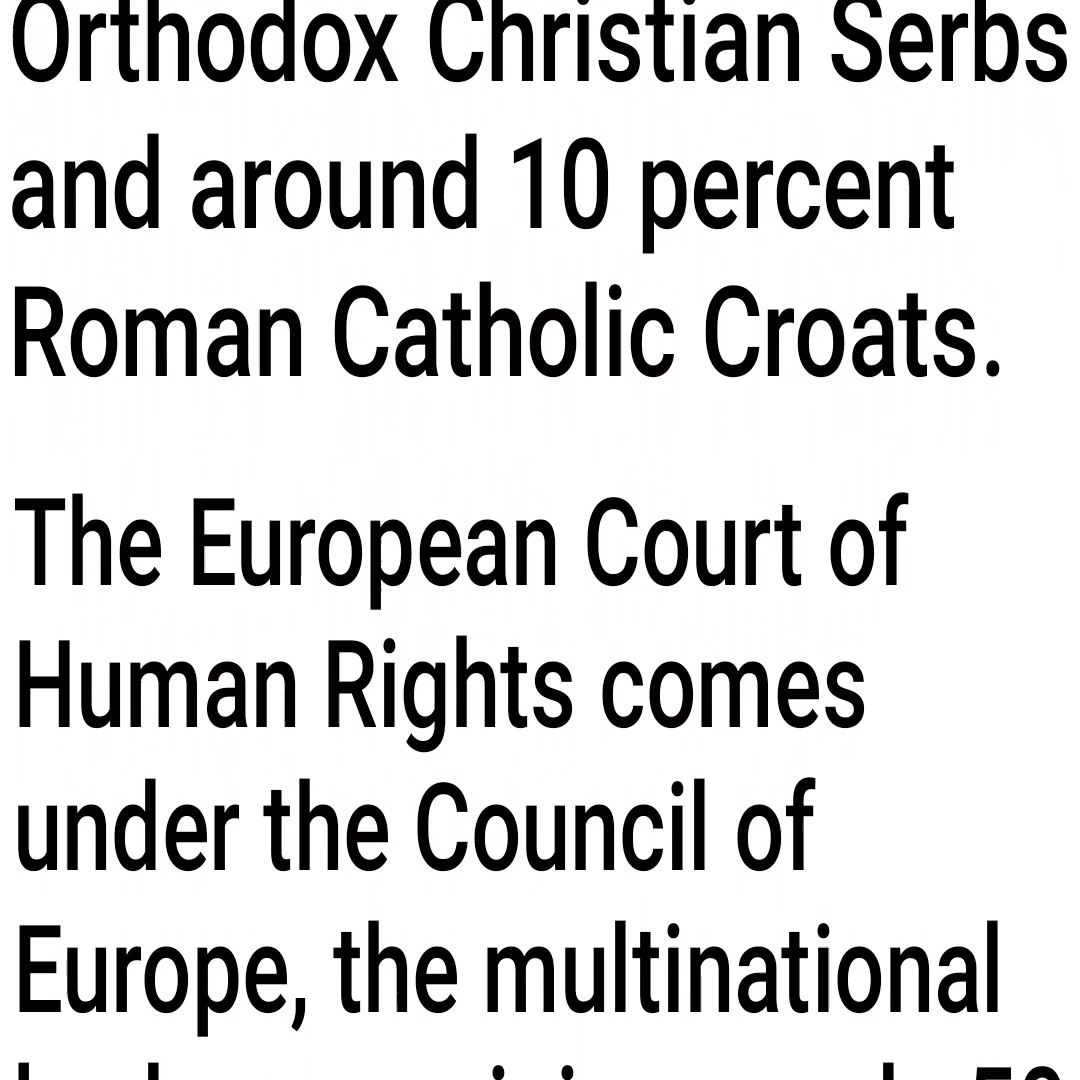 Orthodox Christian Serbs
and around 10 percent
Roman Catholic Croats.
The European Court of
Human Rights comes
under the Council of
Europe, the multinational